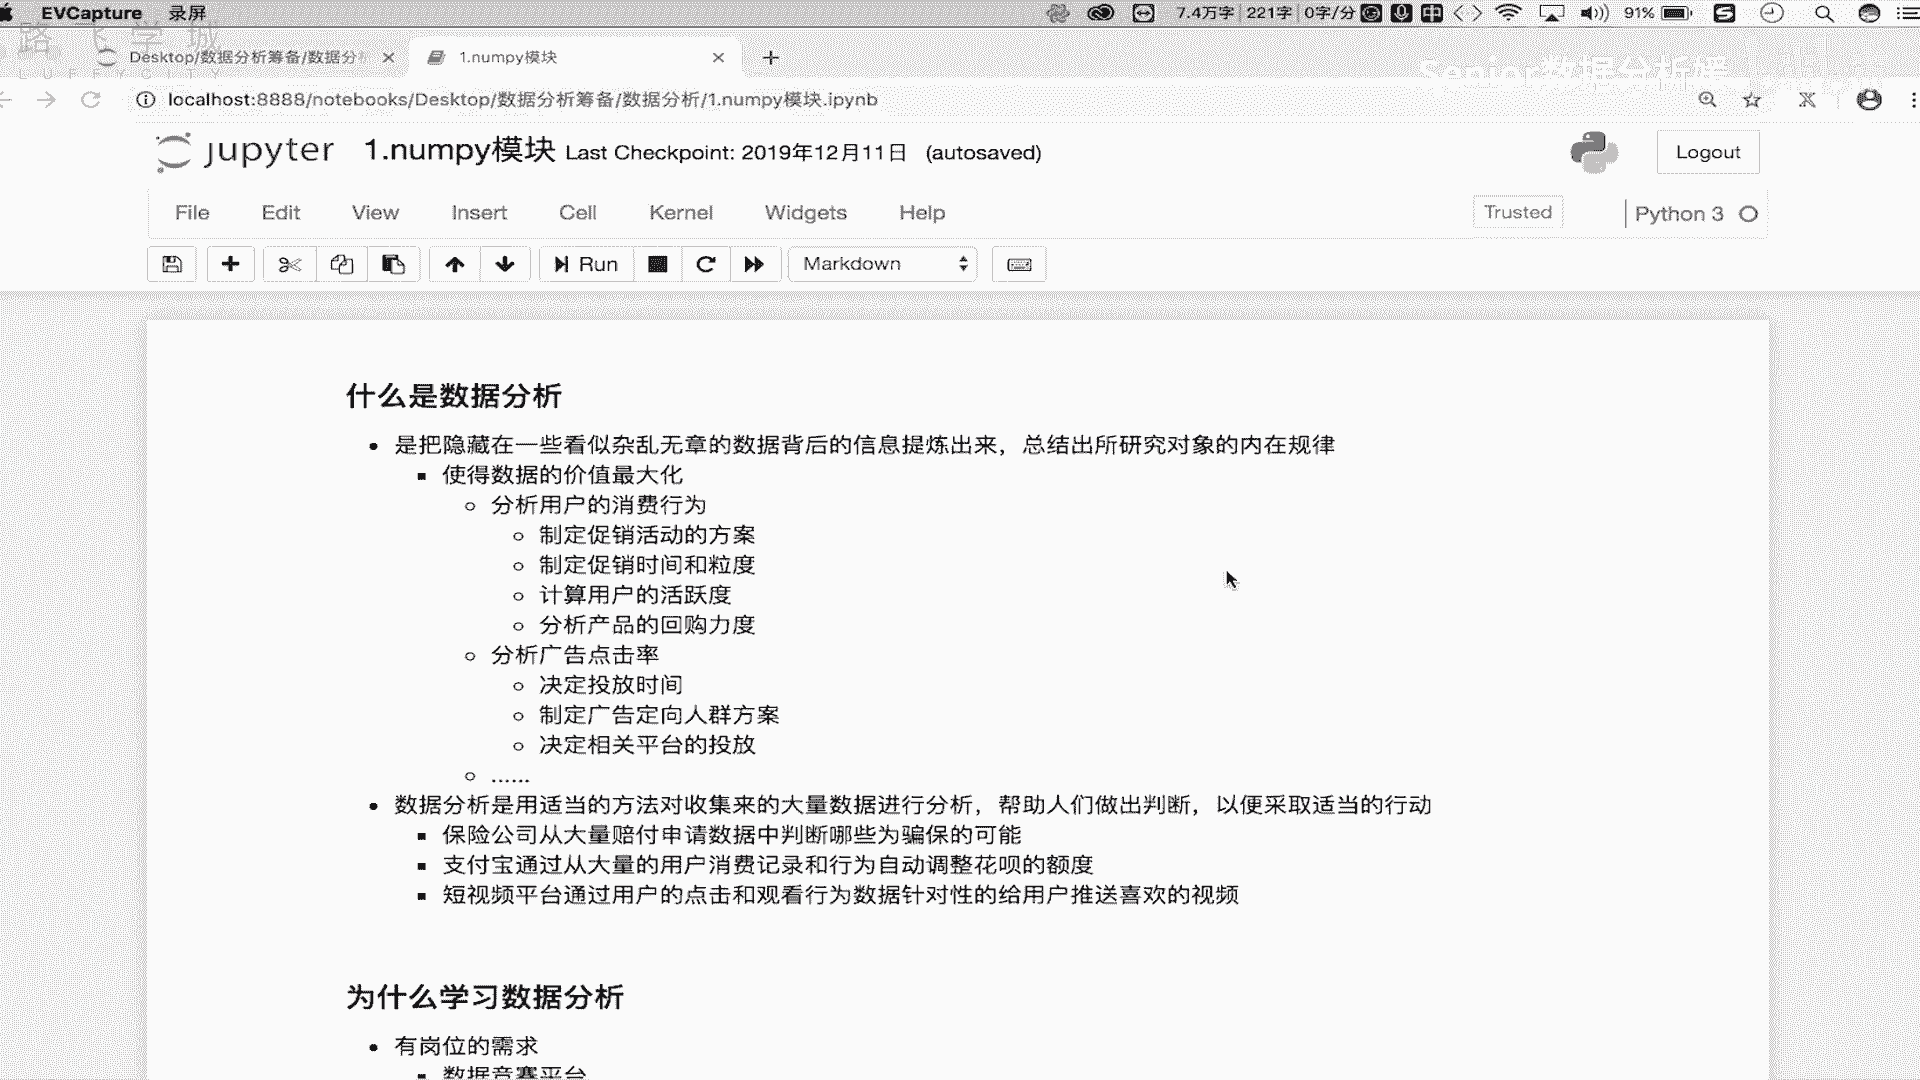 EVCapture 录屏 7.4万字 221字 0字/分 中 91%
路飞学城
LUFFYCITY
Desktop/数据分析筹备/数据分析 1.numpy模块
Senior数据分析媛
localhost:8888/notebooks/Desktop/数据分析筹备/数据分析/1.numpy模块.ipynb
jupyter 1.numpy模块 Last Checkpoint: 2019年12月11日 (autosaved) Logout
File Edit View Insert Cell Kernel Widgets Help Trusted Python 3
Run Markdown
什么是数据分析
是把隐藏在一些看似杂乱无章的数据背后的信息提炼出来，总结出所研究对象的内在规律
使得数据的价值最大化
分析用户的消费行为
制定促销活动的方案
制定促销时间和粒度
计算用户的活跃度
分析产品的回购力度
分析广告点击率
决定投放时间
制定广告定向人群方案
决定相关平台的投放
......
数据分析是用适当的方法对收集来的大量数据进行分析，帮助人们做出判断，以便采取适当的行动
保险公司从大量赔付申请数据中判断哪些为骗保的可能
支付宝通过从大量的用户消费记录和行为自动调整花呗的额度
短视频平台通过用户的点击和观看行为数据针对性的给用户推送喜欢的视频
为什么学习数据分析
有岗位的需求
数据竞赛平台